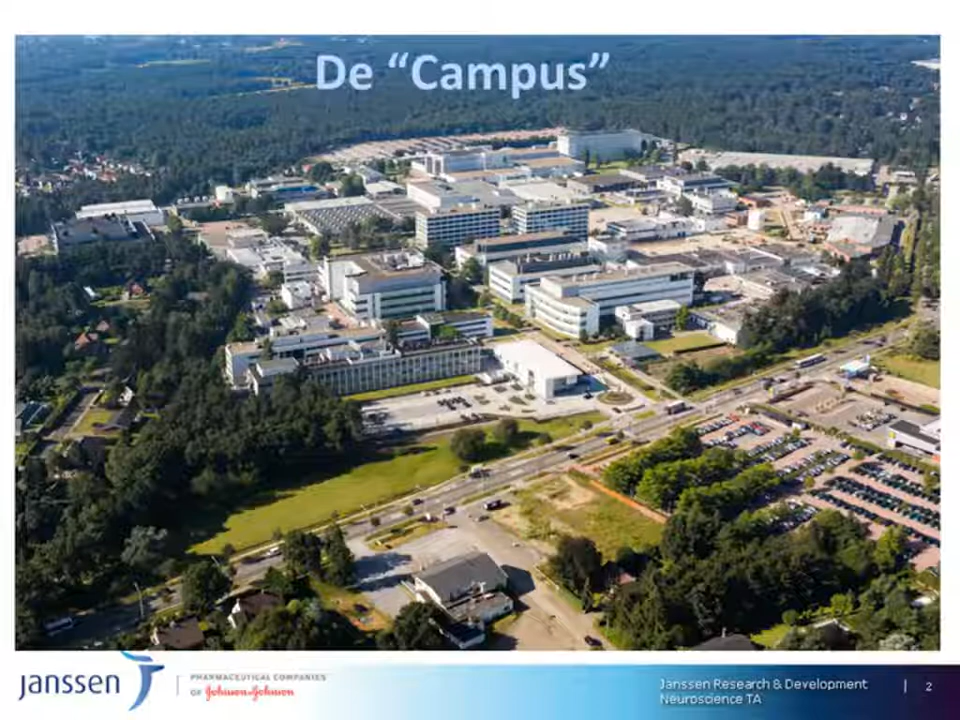 De “Campus”
janssen
PHARMACEUTICAL COMPANIES
OF Johnson & Johnson
Janssen Research & Development
Neuroscience TA
2